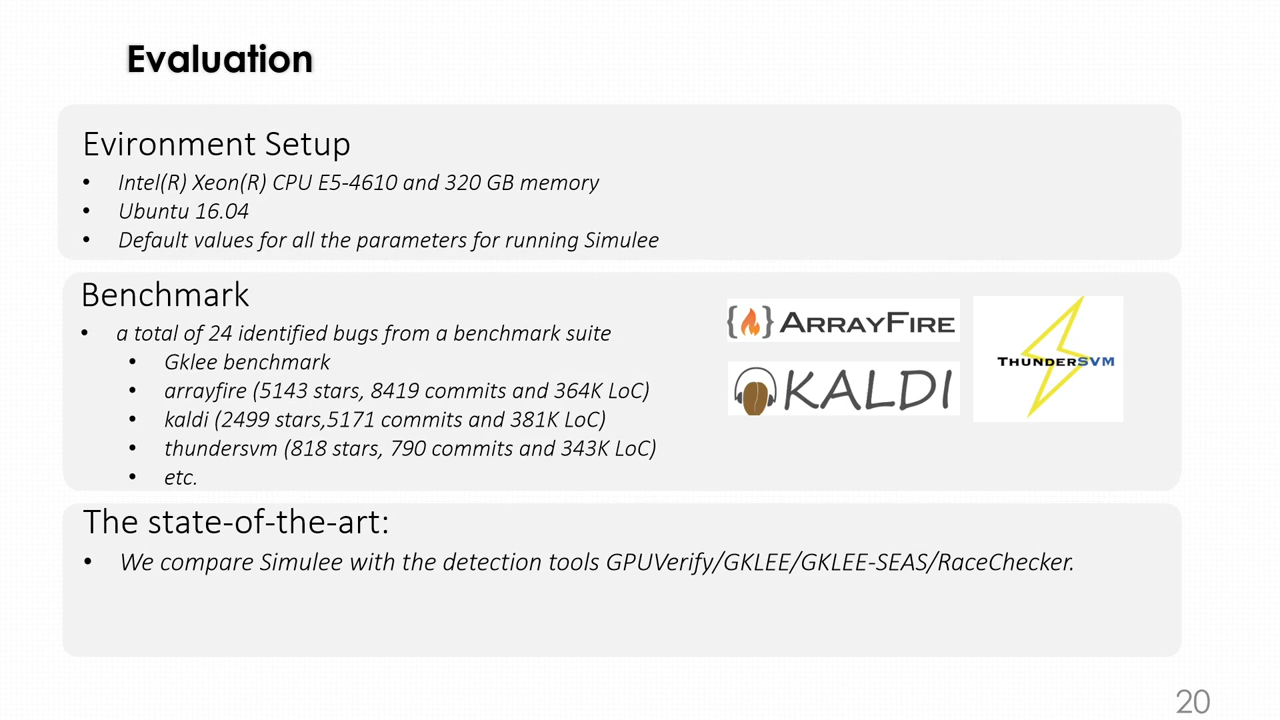 Evaluation
Evironment Setup
• Intel(R) Xeon(R) CPU E5-4610 and 320 GB memory
• Ubuntu 16.04
• Default values for all the parameters for running Simulee
Benchmark
• a total of 24 identified bugs from a benchmark suite
• Gklee benchmark
• arrayfire (5143 stars, 8419 commits and 364K LoC)
• kaldi (2499 stars,5171 commits and 381K LoC)
• thundersvm (818 stars, 790 commits and 343K LoC)
• etc.
{} ARRAYFIRE
KALDI
THUNDERSVM
The state-of-the-art:
• We compare Simulee with the detection tools GPUVerify/GKLEE/GKLEE-SEAS/RaceChecker.
20